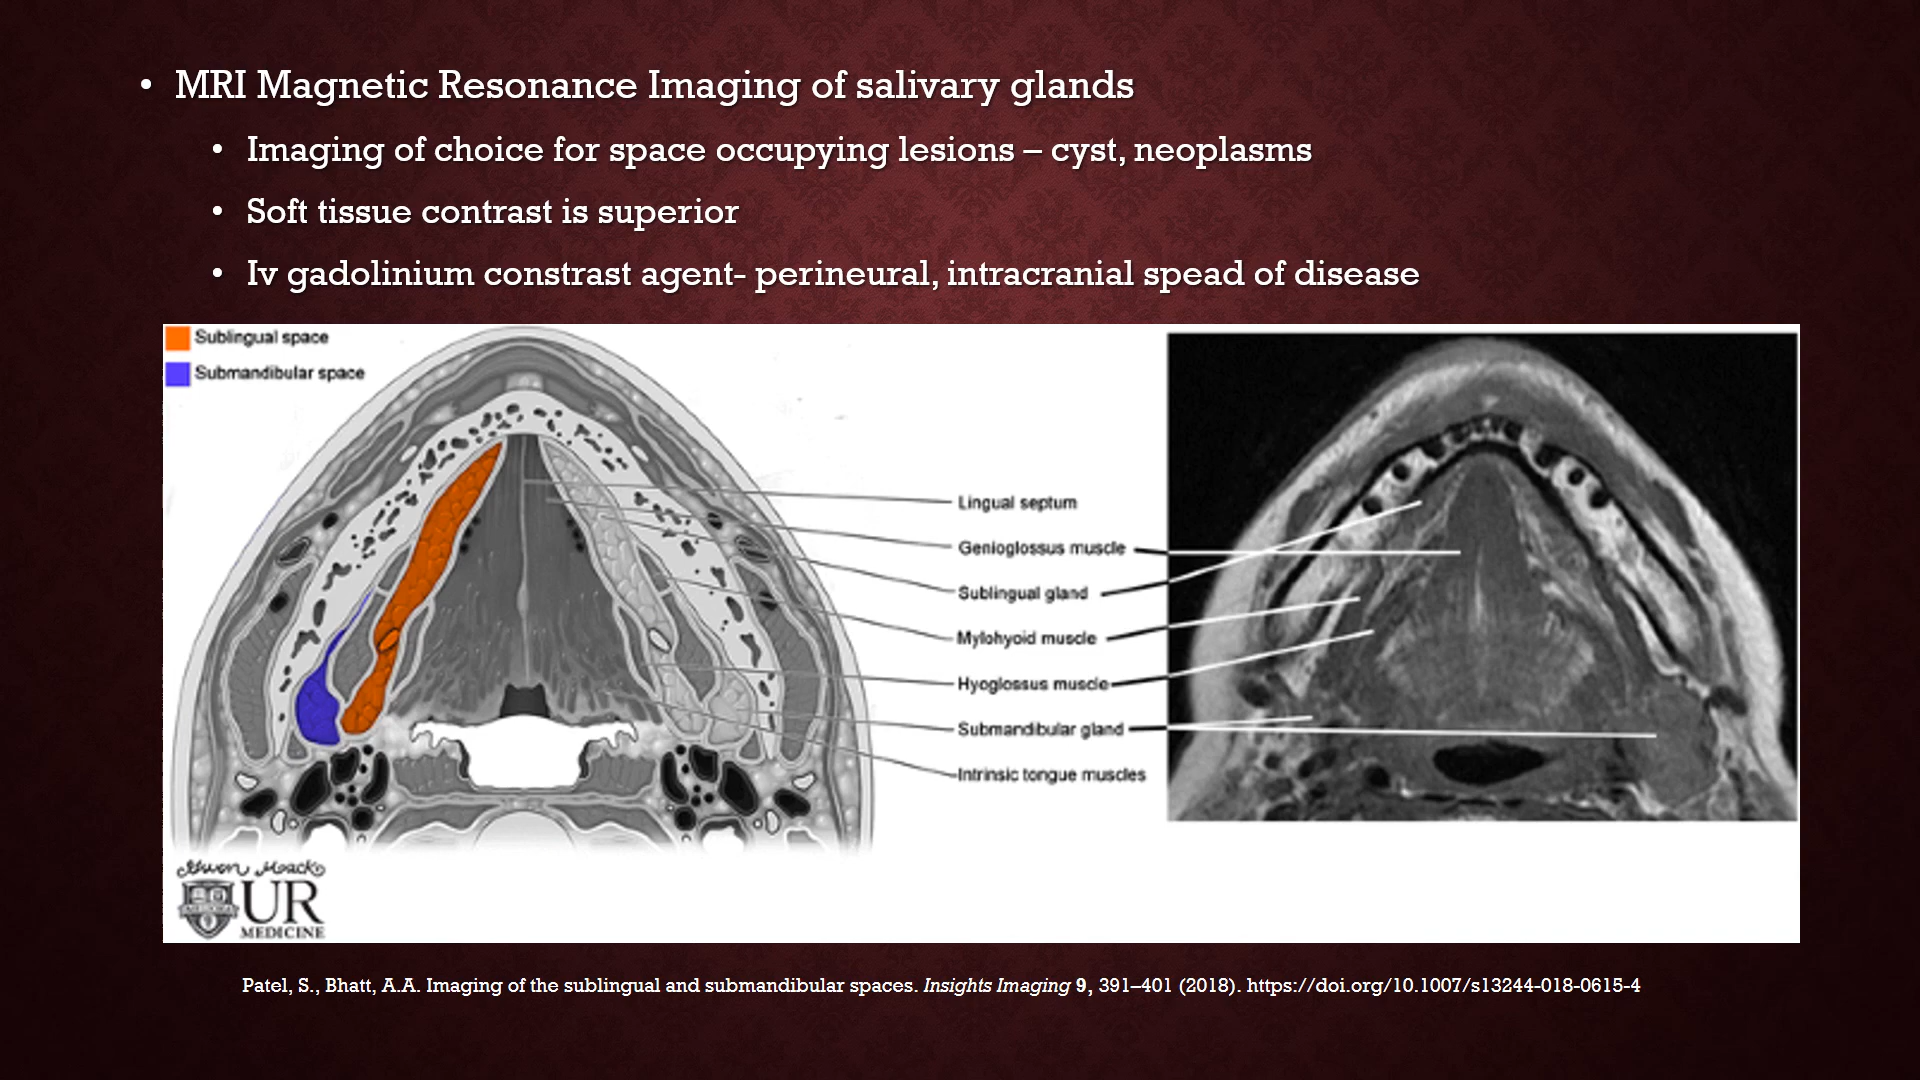 • MRI Magnetic Resonance Imaging of salivary glands
• Imaging of choice for space occupying lesions – cyst, neoplasms
• Soft tissue contrast is superior
• Iv gadolinium constrast agent- perineural, intracranial spead of disease
Sublingual space
Submandibular space
Lingual septum
Genioglossus muscle
Sublingual gland
Mylohyoid muscle
Hyoglossus muscle
Submandibular gland
Intrinsic tongue muscles
UR
MEDICINE
Patel, S., Bhatt, A.A. Imaging of the sublingual and submandibular spaces. Insights Imaging 9, 391–401 (2018). https://doi.org/10.1007/s13244-018-0615-4